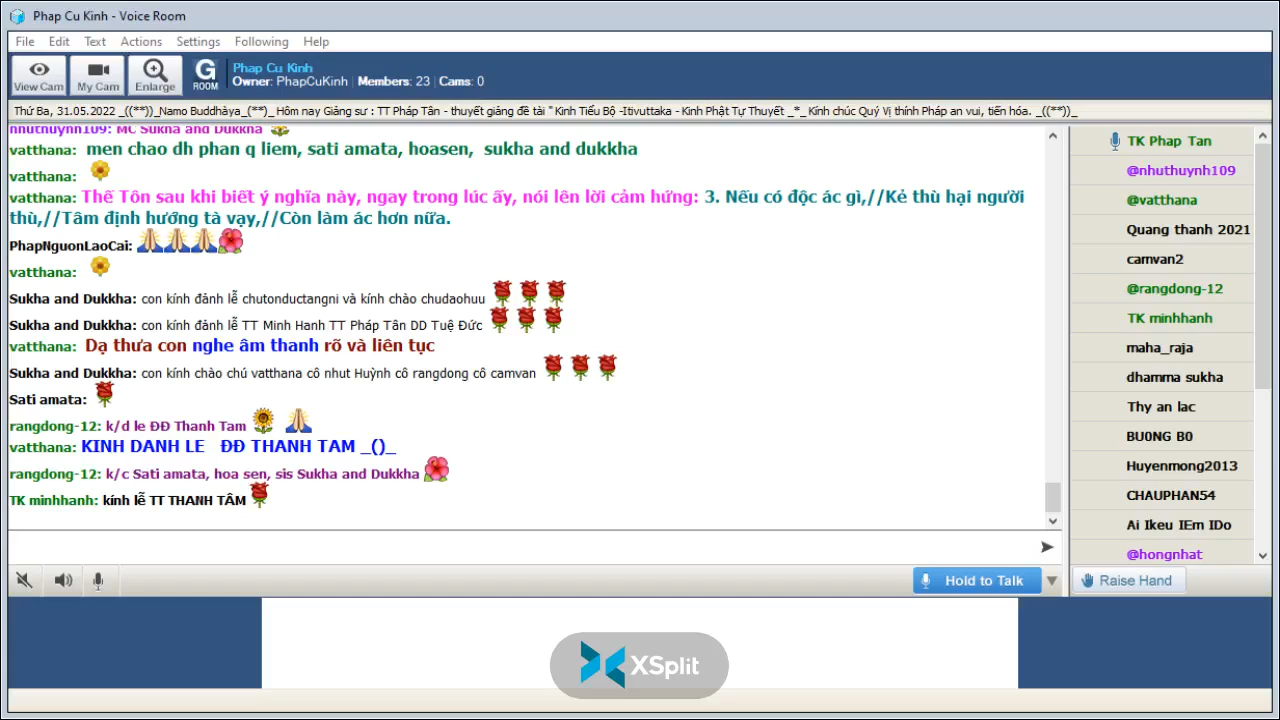 Phap Cu Kinh - Voice Room
File Edit Text Actions Settings Following Help
View Cam My Cam Enlarge G ROOM
Phap Cu Kinh
Owner: PhapCuKinh | Members: 23 | Cams: 0
Thứ Ba, 31.05.2022 _((**))_Namo Buddhàya_(**)_ Hôm nay Giảng sư : TT Pháp Tân - thuyết giảng đề tài " Kinh Tiểu Bộ -Itivuttaka - Kinh Phật Tự Thuyết _*_ Kính chúc Quý Vị thính Pháp an vui, tiến hóa. _((**))_
nhuthuynh109: MC Sukha and Dukkha
vatthana: men chao dh phan q liem, sati amata, hoasen, sukha and dukkha
vatthana:
vatthana: Thế Tôn sau khi biết ý nghĩa này, ngay trong lúc ấy, nói lên lời cảm hứng: 3. Nếu có độc ác gì,//Kẻ thù hại người
thù,//Tâm định hướng tà vạy,//Còn làm ác hơn nữa.
PhapNguonLaoCai:
vatthana:
Sukha and Dukkha: con kính đảnh lễ chutonductangni và kính chào chudaohuu
Sukha and Dukkha: con kính đảnh lễ TT Minh Hanh TT Pháp Tân DD Tuệ Đức
vatthana: Dạ thưa con nghe âm thanh rõ và liên tục
Sukha and Dukkha: con kính chào chú vatthana cô nhut Huỳnh cô rangdong cô camvan
Sati amata:
rangdong-12: k/d le ĐĐ Thanh Tam
vatthana: KINH DANH LE ĐĐ THANH TAM _()_
rangdong-12: k/c Sati amata, hoa sen, sis Sukha and Dukkha
TK minhhanh: kính lễ TT THANH TÂM
TK Phap Tan
@nhuthuynh109
@vatthana
Quang thanh 2021
camvan2
@rangdong-12
TK minhhanh
maha_raja
dhamma sukha
Thy an lac
BU0NG B0
Huyenmong2013
CHAUPHAN54
Ai Ikeu IEm IDo
@hongnhat
Hold to Talk
Raise Hand
XSplit